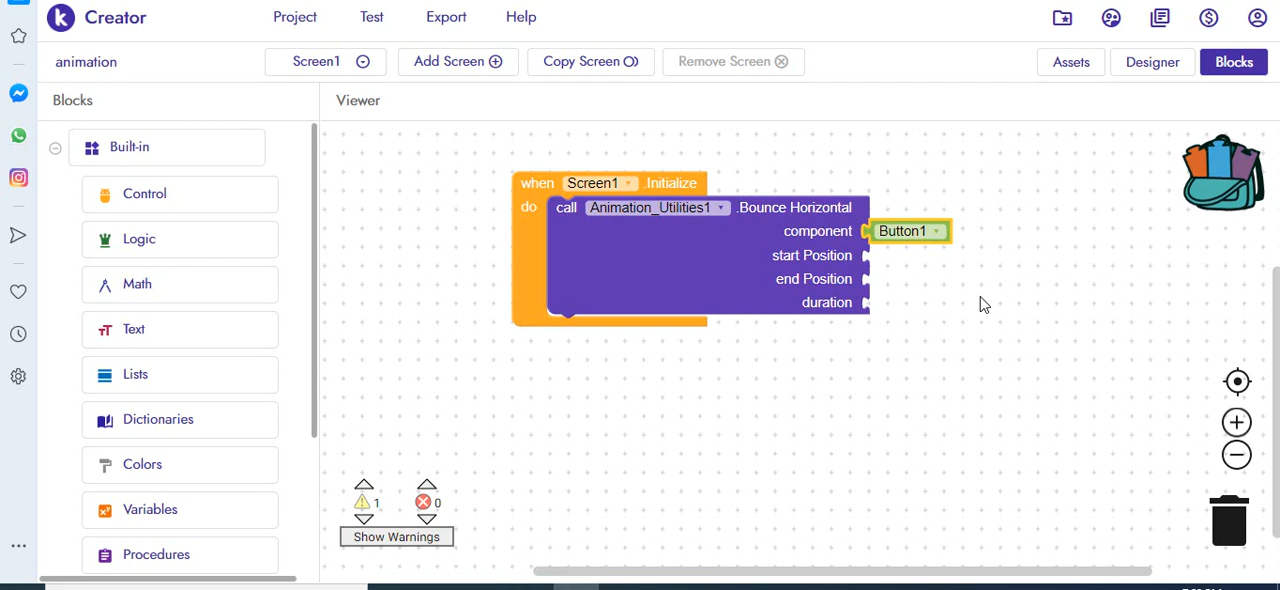 Creator
Project Test Export Help
animation
Screen1 Add Screen Copy Screen Remove Screen
Assets Designer Blocks
Blocks
Viewer
Built-in
Control
Logic
Math
Text
Lists
Dictionaries
Colors
Variables
Procedures
when Screen1 .Initialize
do call Animation_Utilities1 .Bounce Horizontal
component Button1
start Position
end Position
duration
1 0
Show Warnings